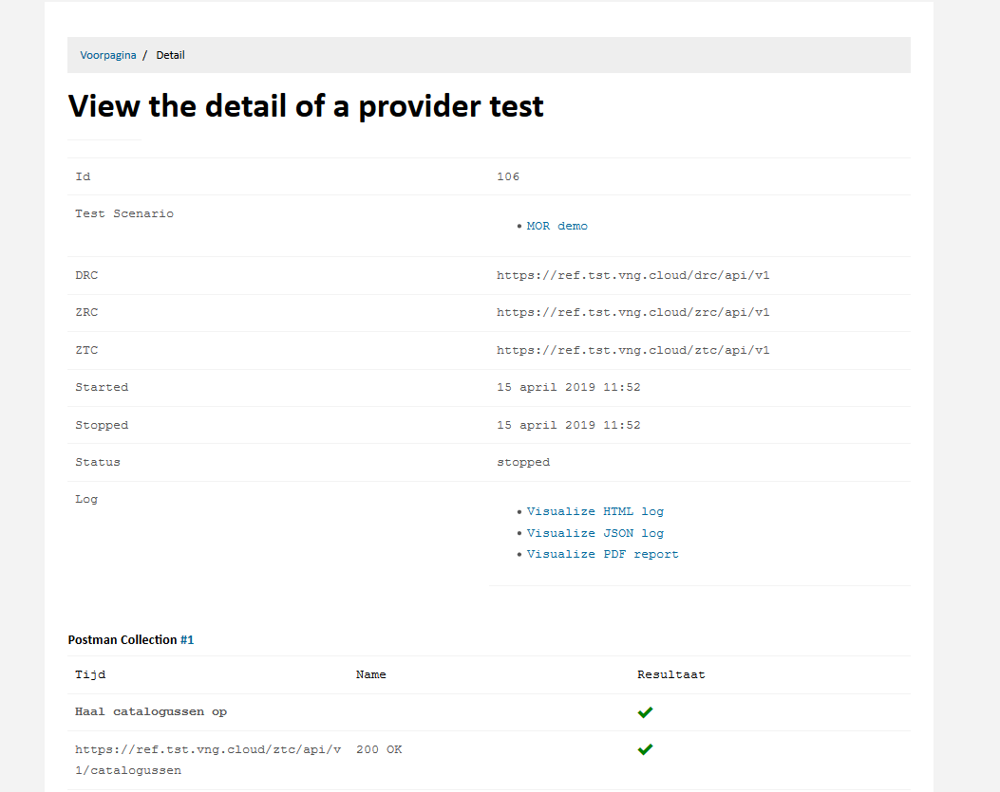 Voorpagina / Detail
View the detail of a provider test
Id 106
Test Scenario
• MOR demo
DRC https://ref.tst.vng.cloud/drc/api/v1
ZRC https://ref.tst.vng.cloud/zrc/api/v1
ZTC https://ref.tst.vng.cloud/ztc/api/v1
Started 15 april 2019 11:52
Stopped 15 april 2019 11:52
Status stopped
Log
• Visualize HTML log
• Visualize JSON log
• Visualize PDF report
Postman Collection #1
Tijd Name Resultaat
Haal catalogussen op
https://ref.tst.vng.cloud/ztc/api/v 200 OK
1/catalogussen